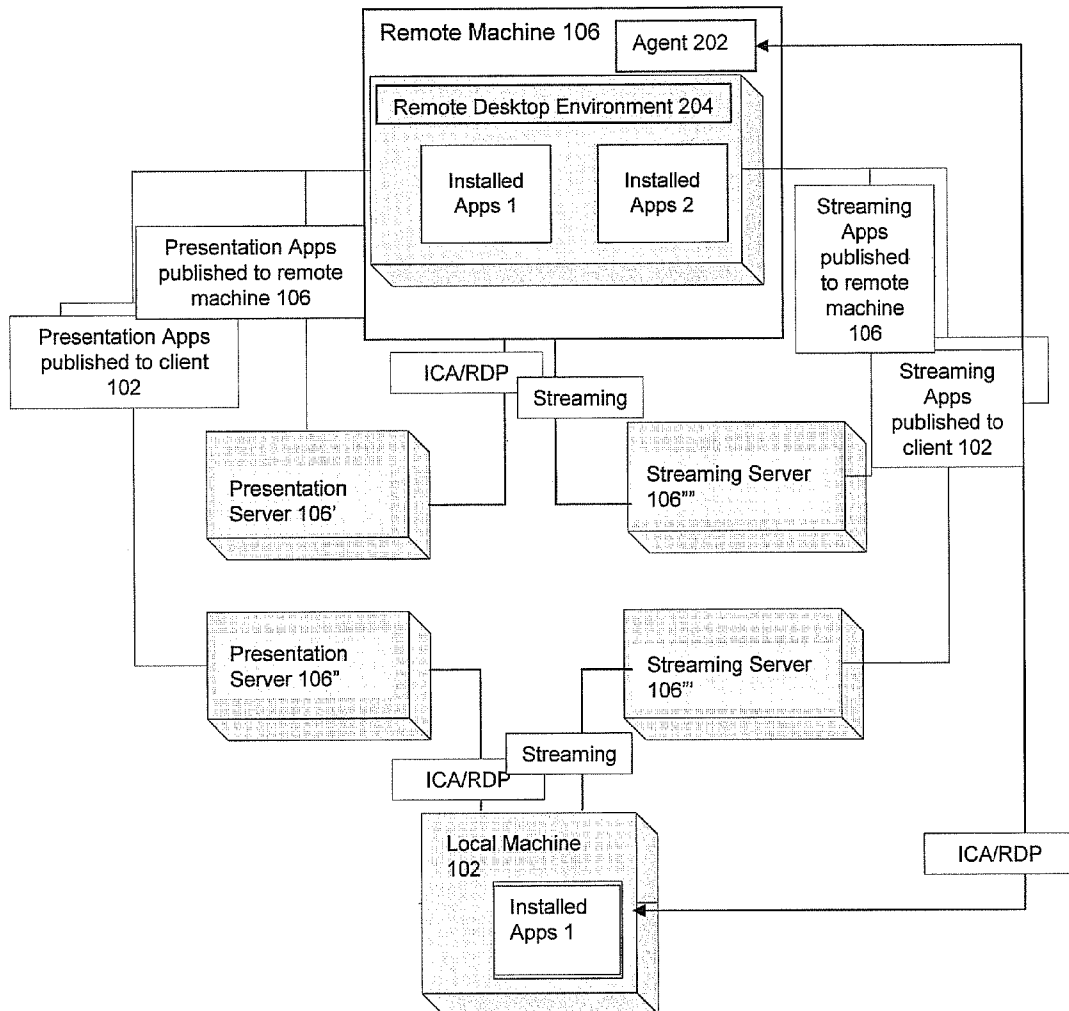 Remote Machine 106
Agent 202
Remote Desktop Environment 204
Installed
Apps 1
Installed
Apps 2
Presentation Apps
published to remote
machine 106
Presentation Apps
published to client
102
Streaming
Apps
published
to remote
machine
106
Streaming
Apps
published to
client 102
ICA/RDP
Streaming
Presentation
Server 106'
Streaming Server
106""
Presentation
Server 106"
Streaming Server
106"'
Streaming
ICA/RDP
Local Machine
102
Installed
Apps 1
ICA/RDP